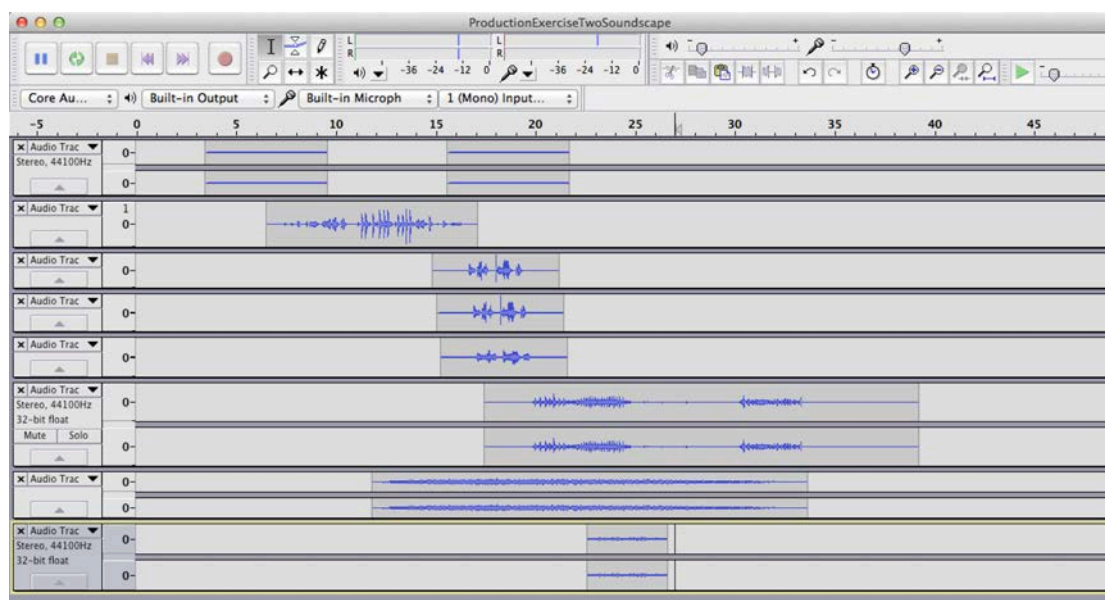 ProductionExerciseTwoSoundscape
L
R
L
R
-36 -24 -12 0
-36 -24 -12 0
Core Au... Built-in Output Built-in Microph 1 (Mono) Input...
-5 0 5 10 15 20 25 30 35 40 45
Audio Trac
Stereo, 44100Hz
0-
0-
Audio Trac
1
0-
Audio Trac
0-
Audio Trac
0-
Audio Trac
0-
Audio Trac
Stereo, 44100Hz
32-bit float
Mute Solo
0-
0-
Audio Trac
0-
0-
Audio Trac
Stereo, 44100Hz
32-bit float
0-
0-